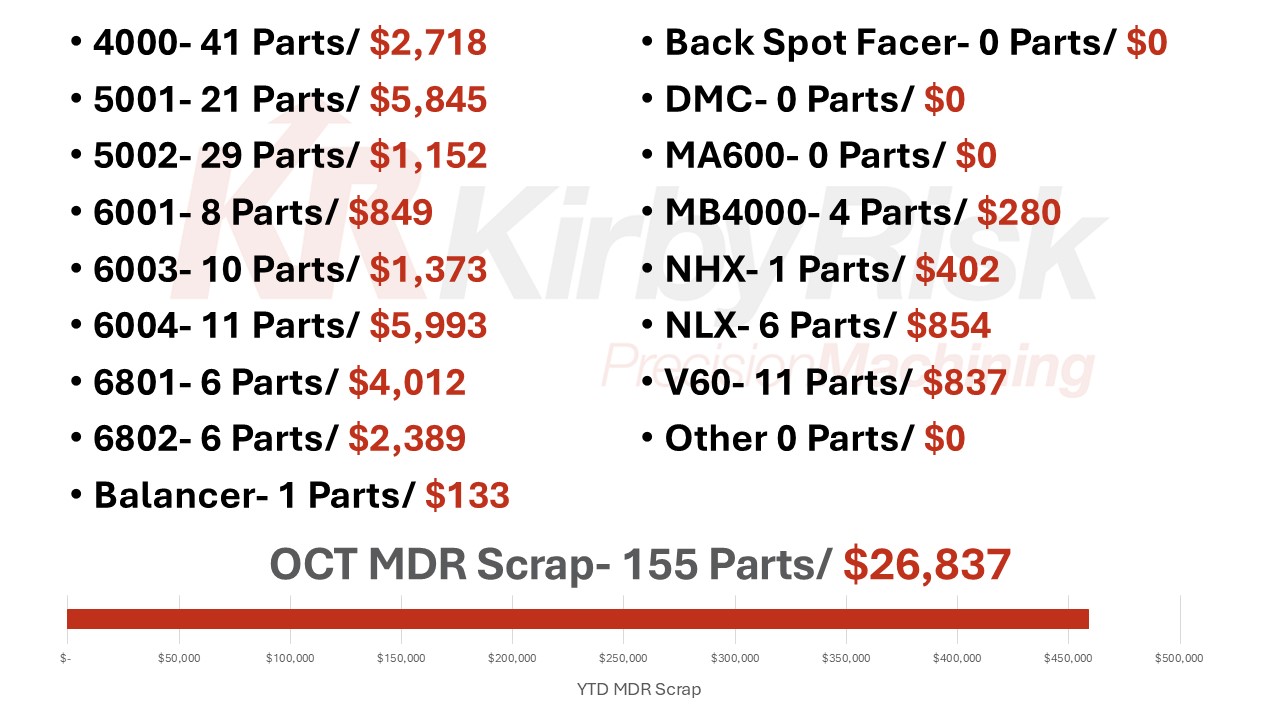 • 4000- 41 Parts/ $2,718
• 5001- 21 Parts/ $5,845
• 5002- 29 Parts/ $1,152
• 6001- 8 Parts/ $849
• 6003- 10 Parts/ $1,373
• 6004- 11 Parts/ $5,993
• 6801- 6 Parts/ $4,012
• 6802- 6 Parts/ $2,389
• Balancer- 1 Parts/ $133
• Back Spot Facer- 0 Parts/ $0
• DMC- 0 Parts/ $0
• MA600- 0 Parts/ $0
• MB4000- 4 Parts/ $280
• NHX- 1 Parts/ $402
• NLX- 6 Parts/ $854
• V60- 11 Parts/ $837
• Other 0 Parts/ $0
KR KirbyRisk
PrecisionMachining
OCT MDR Scrap- 155 Parts/ $26,837
$- $50,000 $100,000 $150,000 $200,000 $250,000 $300,000 $350,000 $400,000 $450,000 $500,000
YTD MDR Scrap